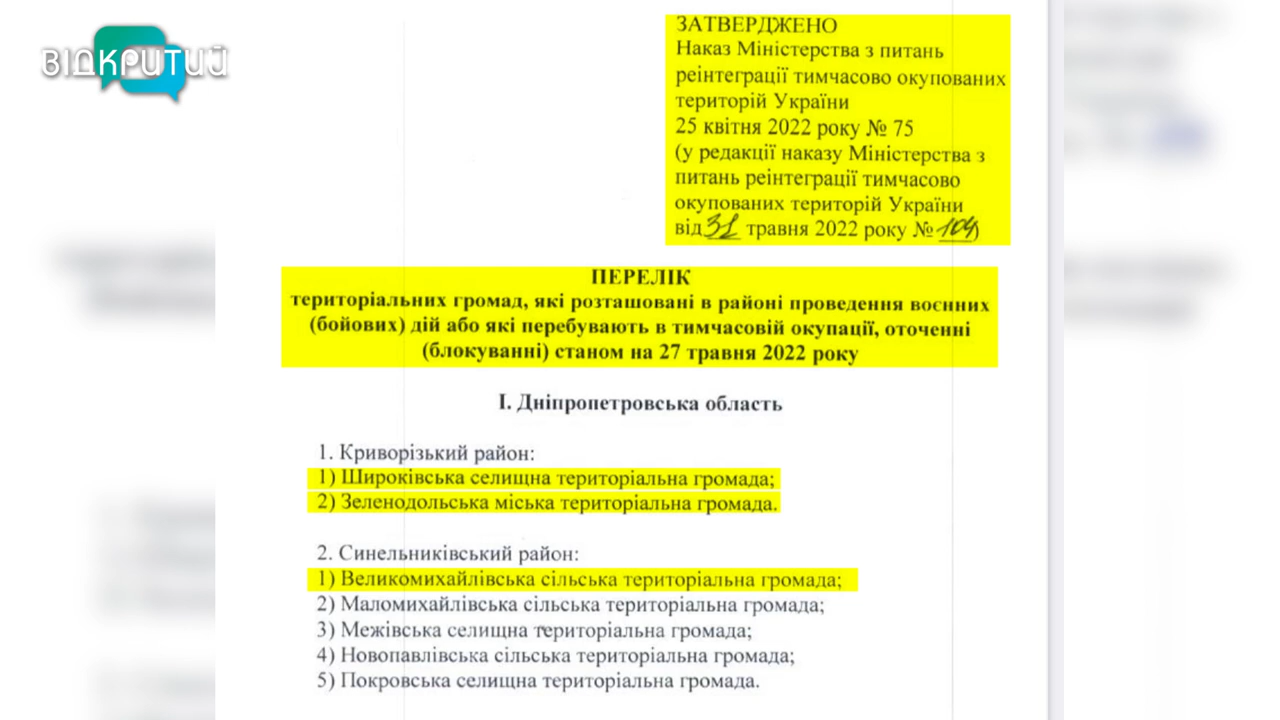 ВІДКРИТИЙ
ЗАТВЕРДЖЕНО
Наказ Міністерства з питань
реінтеграції тимчасово окупованих
територій України
25 квітня 2022 року № 75
(у редакції наказу Міністерства з
питань реінтеграції тимчасово
окупованих територій України
від 31 травня 2022 року № 104)
ПЕРЕЛІК
територіальних громад, які розташовані в районі проведення воєнних
(бойових) дій або які перебувають в тимчасовій окупації, оточенні
(блокуванні) станом на 27 травня 2022 року
І. Дніпропетровська область
1. Криворізький район:
1) Широківська селищна територіальна громада;
2) Зеленодольська міська територіальна громада.
2. Синельниківський район:
1) Великомихайлівська сільська територіальна громада;
2) Маломихайлівська сільська територіальна громада;
3) Межівська селищна територіальна громада;
4) Новопавлівська сільська територіальна громада;
5) Покровська селищна територіальна громада.